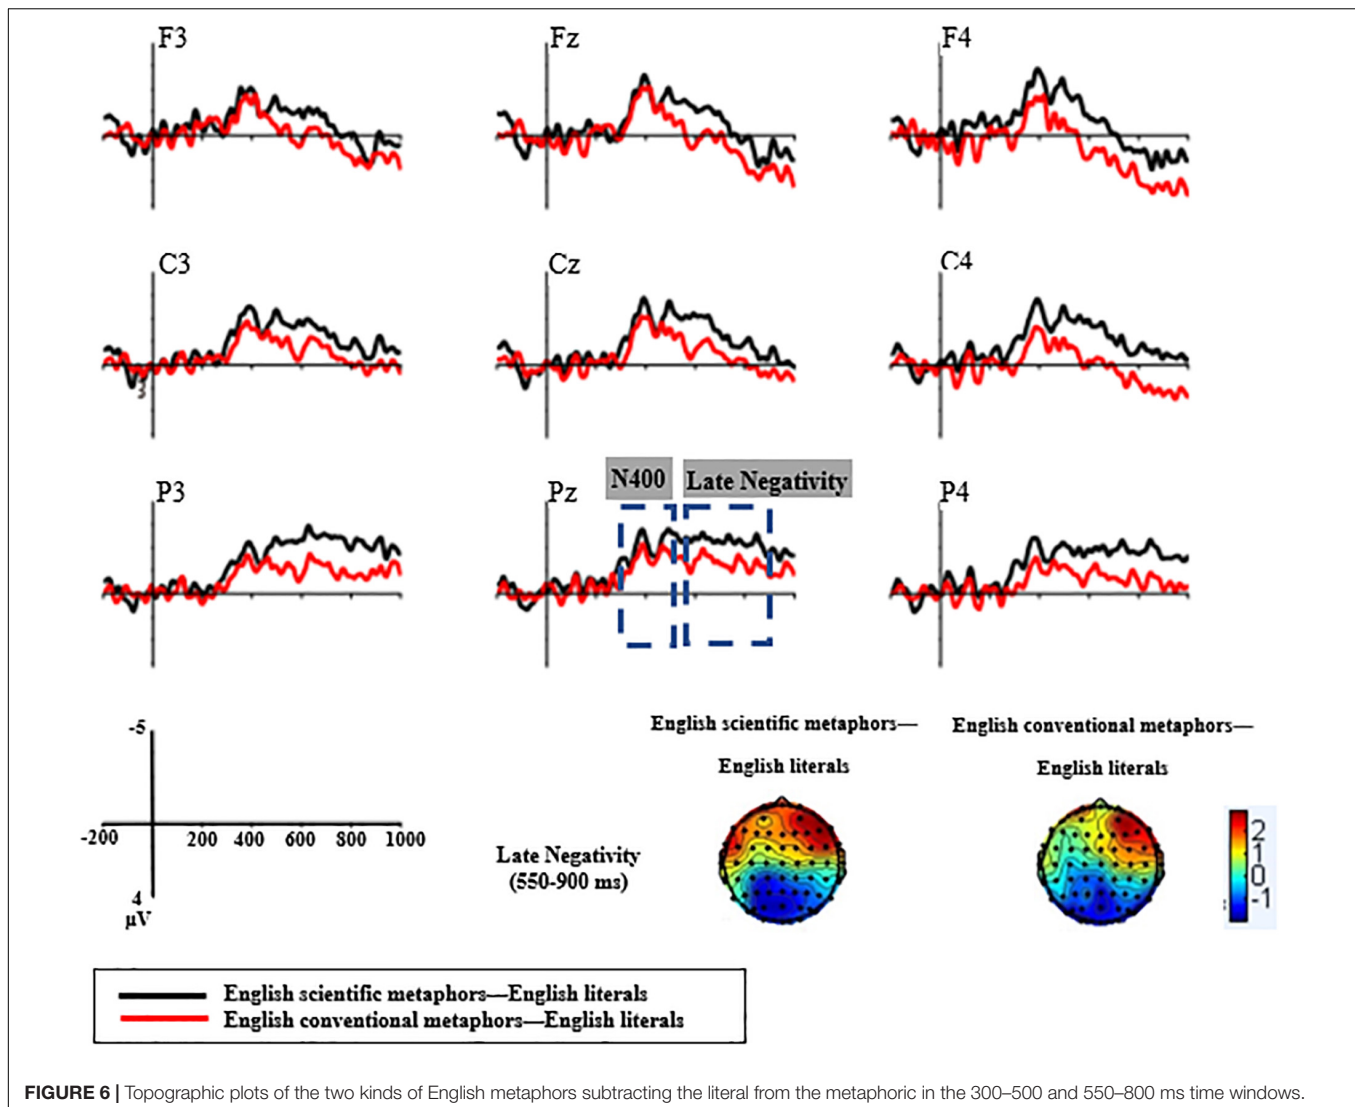 F3 Fz F4
C3 Cz C4
3
N400 Late Negativity
P3 Pz P4
English scientific metaphors— English conventional metaphors—
English literals English literals
-5
-200 200 400 600 800 1000
4
µV
Late Negativity
(550-900 ms)
2
1
0
-1
English scientific metaphors—English literals
English conventional metaphors—English literals
FIGURE 6 | Topographic plots of the two kinds of English metaphors subtracting the literal from the metaphoric in the 300–500 and 550–800 ms time windows.